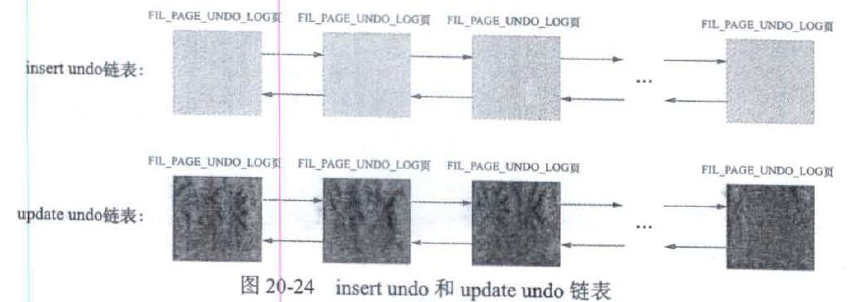 FIL_PAGE_UNDO_LOG页 FIL_PAGE_UNDO_LOG页 FIL_PAGE_UNDO_LOG页 FIL_PAGE_UNDO_LOG页
insert undo链表:
...
FIL_PAGE_UNDO_LOG页 FIL_PAGE_UNDO_LOG页 FIL_PAGE_UNDO_LOG页 FIL_PAGE_UNDO_LOG页
update undo链表:
...
图 20-24 insert undo 和 update undo 链表